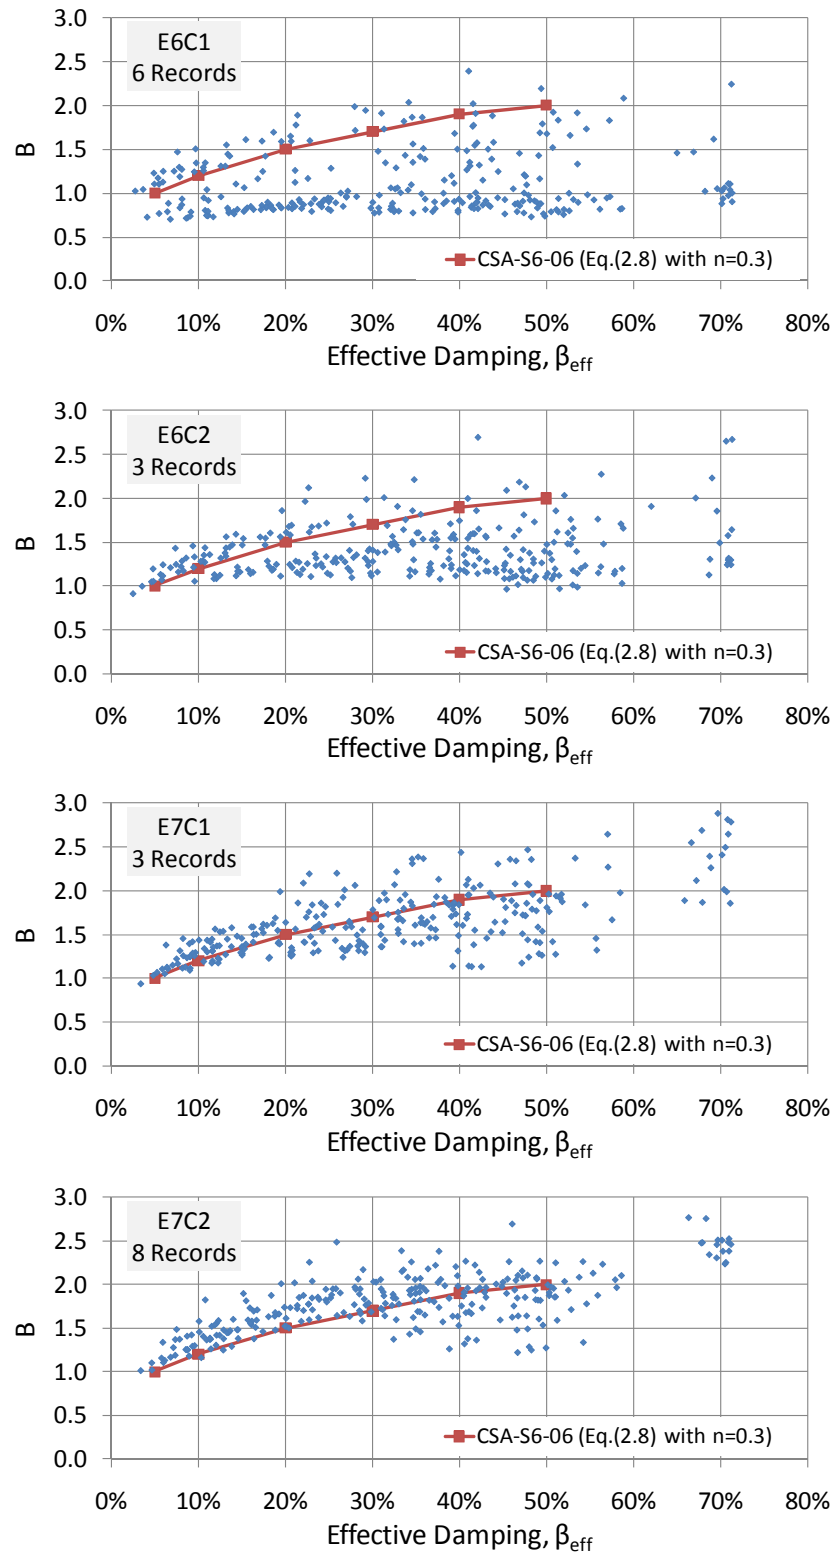 3.0
E6C1
2.5
6 Records
2.0
1.5
B
1.0
0.5
CSA-S6-06 (Eq.(2.8) with n=0.3)
0.0
0% 10% 20% 30% 40% 50% 60% 70% 80%
Effective Damping, βeff
3.0
E6C2
2.5
3 Records
2.0
1.5
B
1.0
0.5
CSA-S6-06 (Eq.(2.8) with n=0.3)
0.0
0% 10% 20% 30% 40% 50% 60% 70% 80%
Effective Damping, βeff
3.0
E7C1
2.5
3 Records
2.0
1.5
B
1.0
0.5
CSA-S6-06 (Eq.(2.8) with n=0.3)
0.0
0% 10% 20% 30% 40% 50% 60% 70% 80%
Effective Damping, βeff
3.0
E7C2
2.5
8 Records
2.0
1.5
B
1.0
0.5
CSA-S6-06 (Eq.(2.8) with n=0.3)
0.0
0% 10% 20% 30% 40% 50% 60% 70% 80%
Effective Damping, βeff